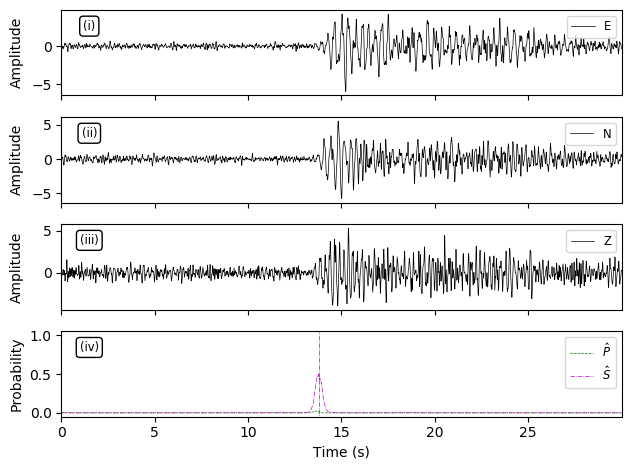 Amplitude
(i)
E
0
−5
Amplitude
(ii)
N
5
0
−5
Amplitude
(iii)
Z
5
0
Probability
(iv)
P̂
Ŝ
1.0
0.5
0.0
0 5 10 15 20 25
Time (s)